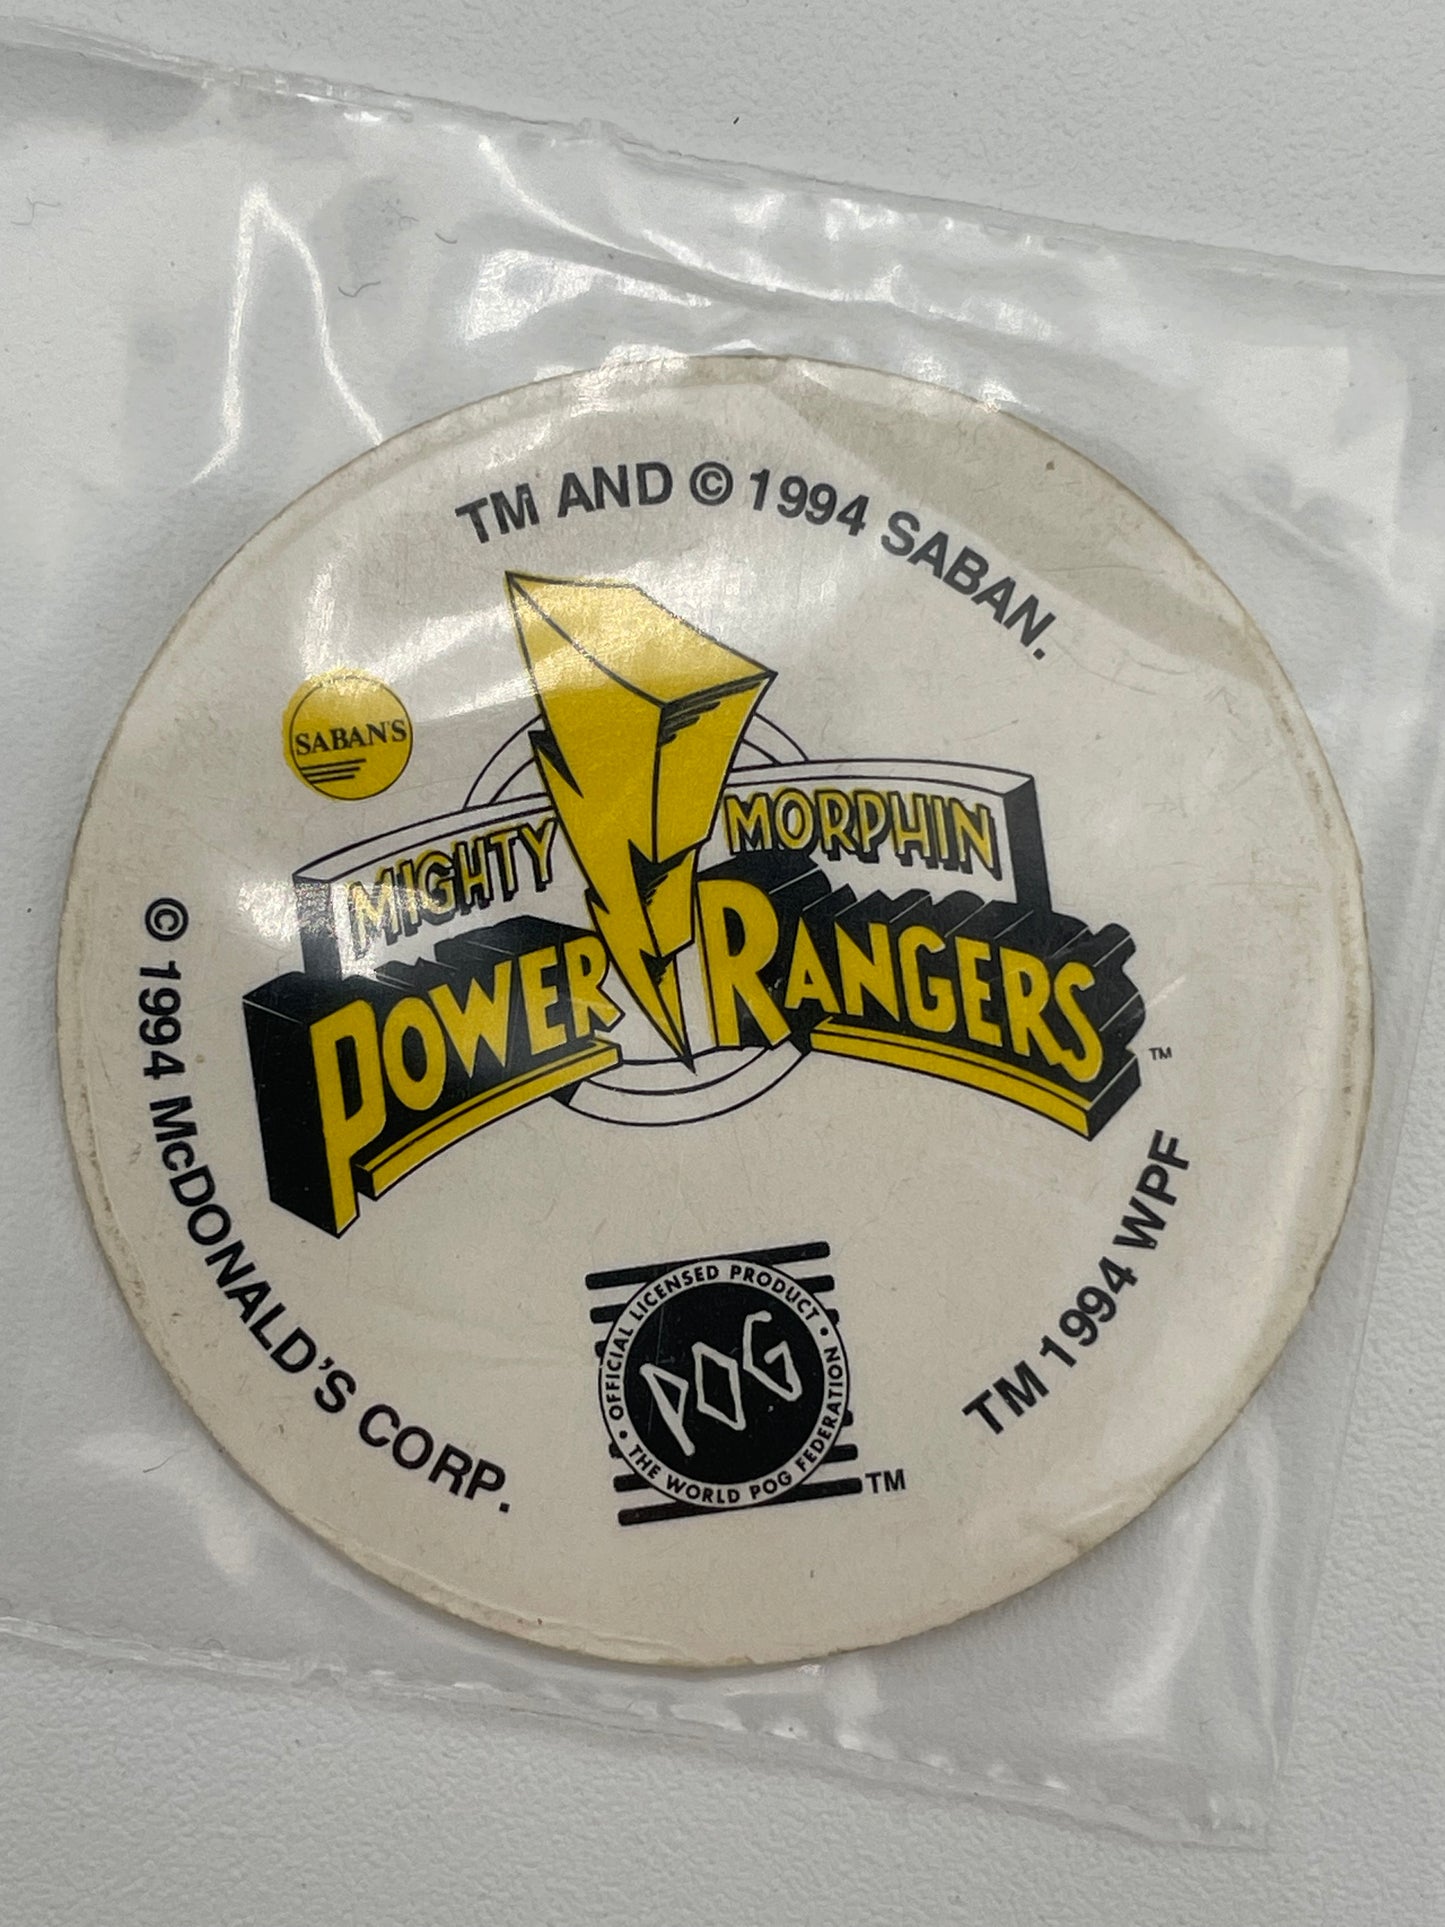 TM AND © 1994 SABAN.
SABAN'S
MIGHTY MORPHIN
POWER RANGERS
TM
© 1994 McDONALD'S CORP.
TM 1994 WPF
• OFFICIAL LICENSED PRODUCT •
POG
THE WORLD POG FEDERATION
TM